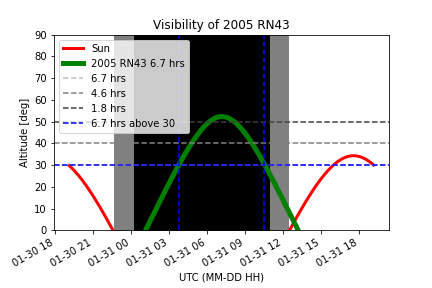 Visibility of 2005 RN43
90
80
70
60
50
40
30
20
10
0
Altitude [deg]
Sun
2005 RN43 6.7 hrs
6.7 hrs
4.6 hrs
1.8 hrs
6.7 hrs above 30
01-30 18
01-30 21
01-31 00
01-31 03
01-31 06
01-31 09
01-31 12
01-31 15
01-31 18
UTC (MM-DD HH)